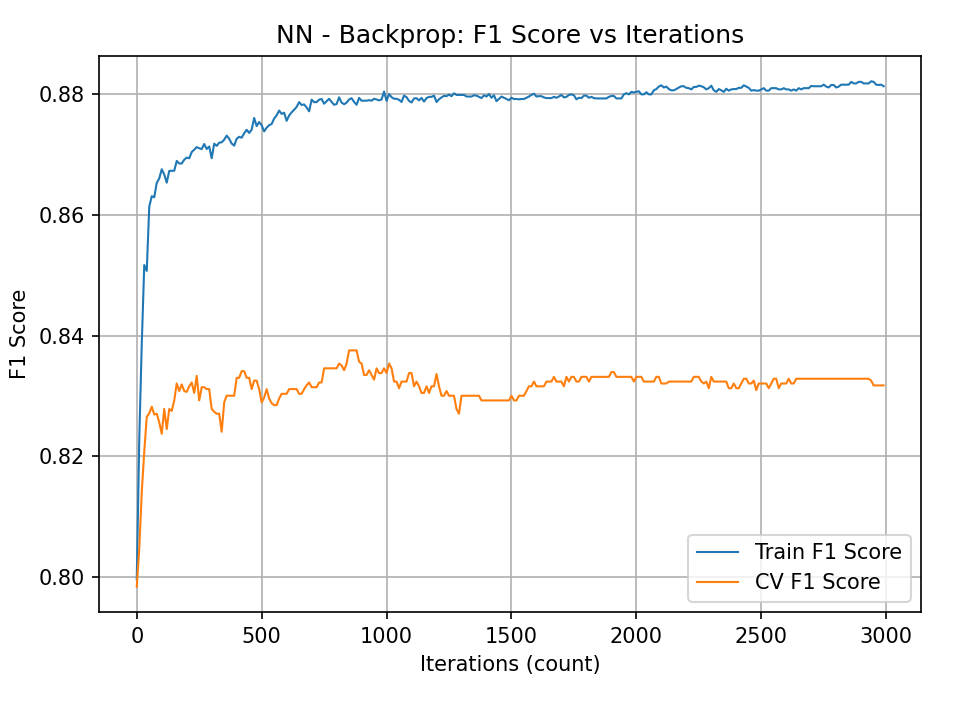 NN - Backprop: F1 Score vs Iterations
F1 Score
0.88
0.86
0.84
0.82
0.80
0
500
1000
1500
2000
2500
3000
Iterations (count)
Train F1 Score
CV F1 Score